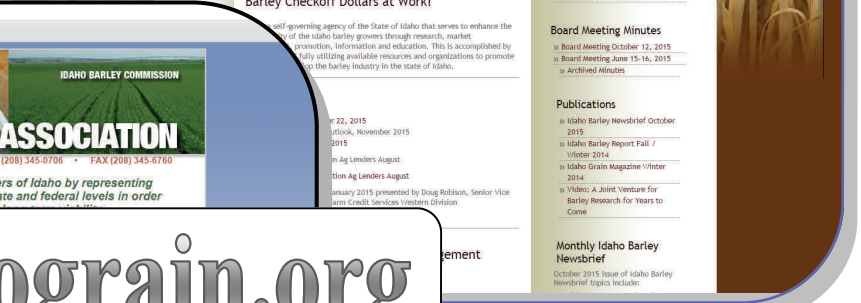 Barley Checkoff Dollars at Work!
self-governing agency of the State of Idaho that serves to enhance the
of the Idaho barley growers through research, market
promotion, information and education. This is accomplished by
fully utilizing available resources and organizations to promote
the barley industry in the state of Idaho.
22, 2015
November 2015
2015
Ag Lenders August
Ag Lenders August
2015 presented by Doug Robison, Senior Vice
Credit Services Western Division
Board Meeting Minutes
» Board Meeting October 12, 2015
» Board Meeting June 15-16, 2015
» Archived Minutes
Publications
» Idaho Barley Newsbrief October
2015
» Idaho Barley Report Fall /
Winter 2014
» Idaho Grain Magazine Winter
2014
» Video: A Joint Venture for
Barley Research for Years to
Come
Monthly Idaho Barley
Newsbrief
October 2015 issue of Idaho Barley
Newsbrief topics include:
IDAHO BARLEY COMMISSION
ASSOCIATION
(208) 345-0706 • FAX (208) 345-6760
of Idaho by representing
and federal levels in order
ograin.org